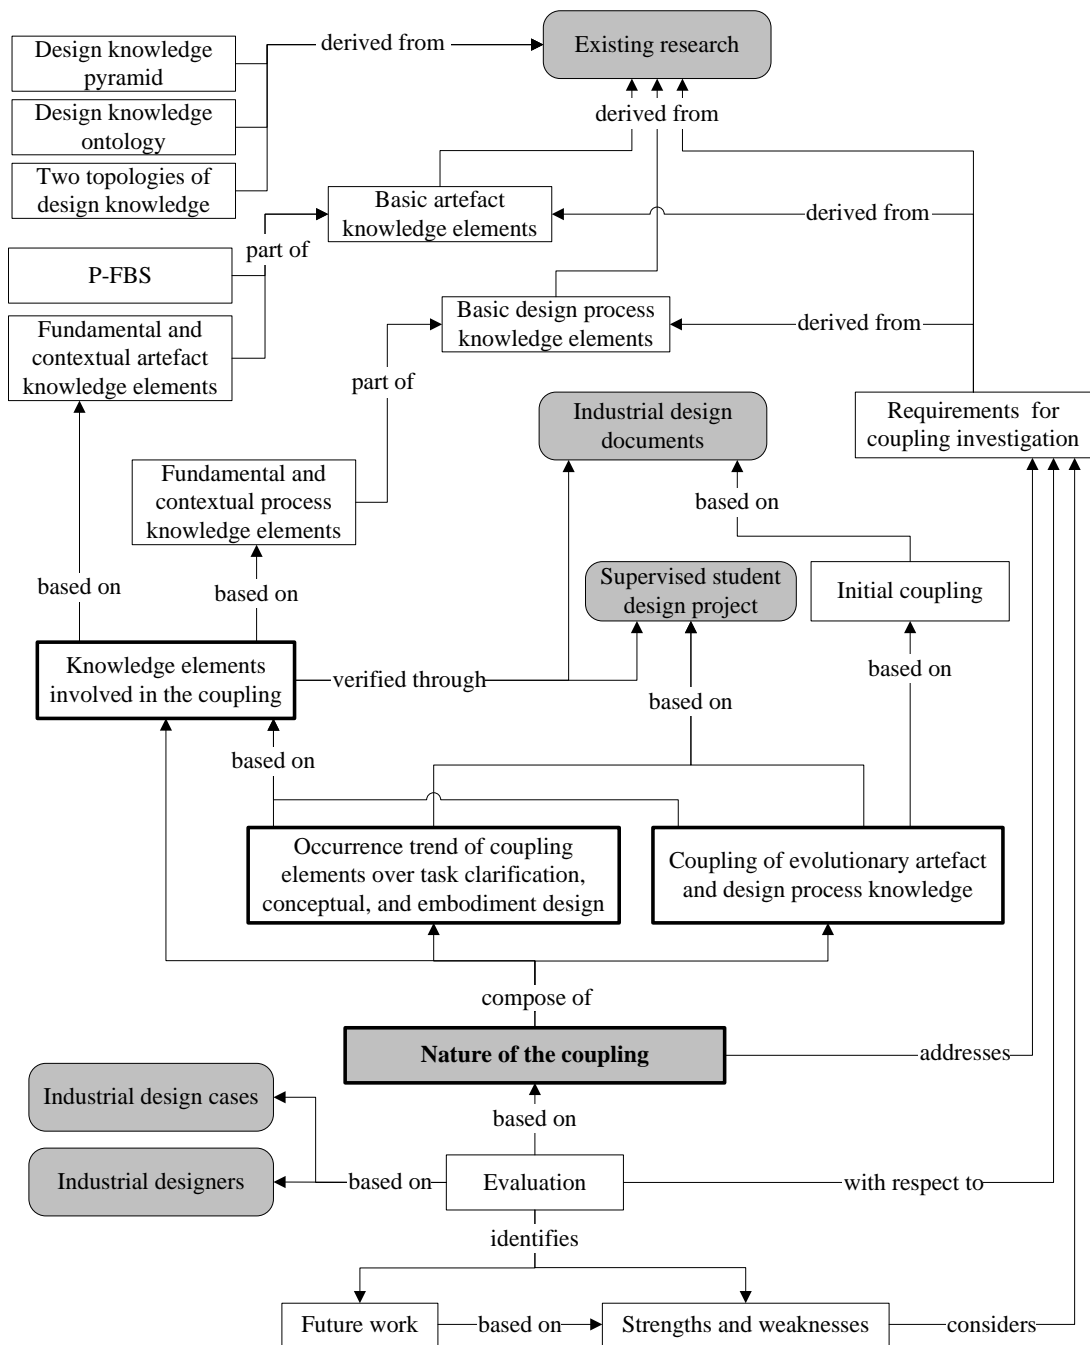 Design knowledge
pyramid
derived from
Existing research
Design knowledge
ontology
derived from
Two topologies of
design knowledge
Basic artefact
knowledge elements
derived from
part of
P-FBS
Basic design process
knowledge elements
derived from
Fundamental and
contextual artefact
knowledge elements
part of
Industrial design
documents
Requirements for
coupling investigation
Fundamental and
contextual process
knowledge elements
based on
based on
based on
Supervised student
design project
Initial coupling
Knowledge elements
involved in the coupling
verified through
based on
based on
based on
Occurrence trend of coupling
elements over task clarification,
conceptual, and embodiment design
Coupling of evolutionary artefact
and design process knowledge
compose of
Nature of the coupling
addresses
Industrial design cases
based on
Industrial designers
based on
Evaluation
with respect to
identifies
Future work
based on
Strengths and weaknesses
considers